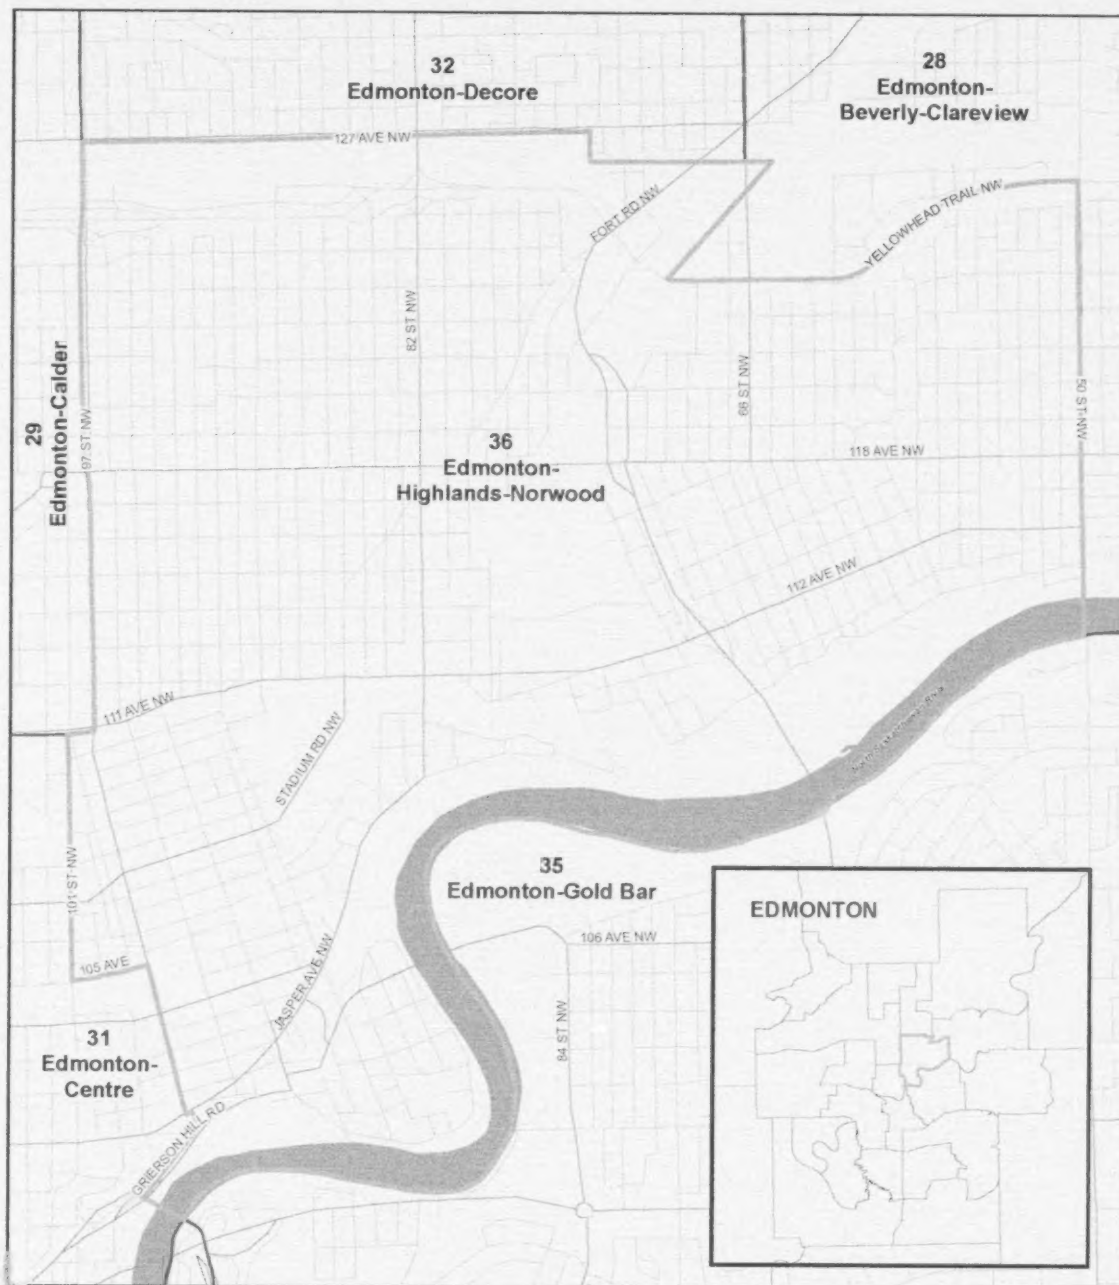 32
Edmonton-Decore
28
Edmonton-
Beverly-Clareview
127 AVE NW
FORT RD NW
YELLOWHEAD TRAIL NW
82 ST NW
66 ST NW
50 ST NW
29
Edmonton-Calder
97 ST NW
36
Edmonton-
Highlands-Norwood
118 AVE NW
112 AVE NW
111 AVE NW
STADIUM RD NW
North Saskatchewan River
101 ST NW
35
Edmonton-Gold Bar
EDMONTON
106 AVE NW
105 AVE
JASPER AVE NW
84 ST NW
31
Edmonton-
Centre
GRIERSON HILL RD